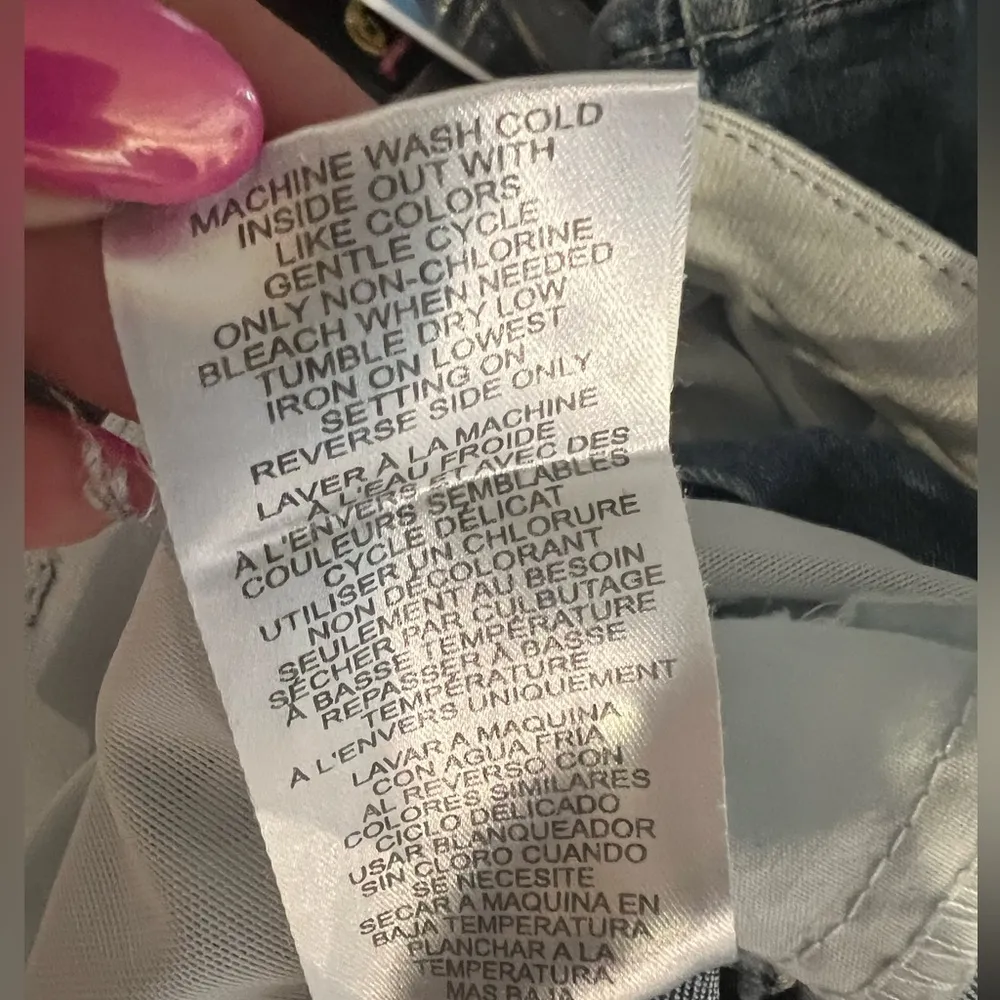 MACHINE WASH COLD
INSIDE OUT WITH
LIKE COLORS
GENTLE CYCLE
ONLY NON-CHLORINE
BLEACH WHEN NEEDED
TUMBLE DRY LOW
IRON ON LOWEST
SETTING ON
REVERSE SIDE ONLY
LAVER À LA MACHINE
À L'EAU FROIDE
À L'ENVERS ET AVEC DES
COULEURS SEMBLABLES
CYCLE DÉLICAT
UTILISER UN CHLORURE
NON DÉCOLORANT
SEULEMENT AU BESOIN
SÉCHER PAR CULBUTAGE
À BASSE TEMPÉRATURE
REPASSER À BASSE
TEMPÉRATURE
A L'ENVERS UNIQUEMENT
LAVAR A MAQUINA
CON AGUA FRIA
AL REVERSO CON
COLORES SIMILARES
CICLO DELICADO
USAR BLANQUEADOR
SIN CLORO CUANDO
SE NECESITE
SECAR A MAQUINA EN
BAJA TEMPERATURA
PLANCHAR A LA
TEMPERATURA
MAS BAJA